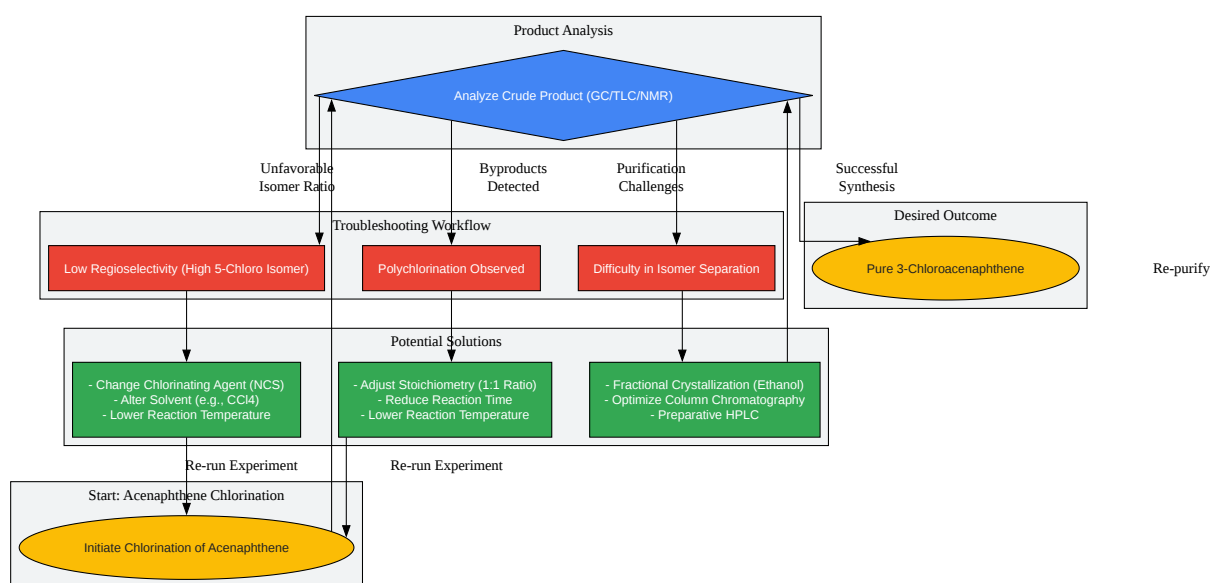 Product Analysis
Analyze Crude Product (GC/TLC/NMR)
Unfavorable
Isomer Ratio
Byproducts
Detected
Purification
Challenges
Successful
Synthesis
Troubleshooting Workflow
Low Regioselectivity (High 5-Chloro Isomer)
Polychlorination Observed
Difficulty in Isomer Separation
Desired Outcome
Pure 3-Chloroacenaphthene
Re-purify
Potential Solutions
- Change Chlorinating Agent (NCS)
- Alter Solvent (e.g., CCl4)
- Lower Reaction Temperature
- Adjust Stoichiometry (1:1 Ratio)
- Reduce Reaction Time
- Lower Reaction Temperature
- Fractional Crystallization (Ethanol)
- Optimize Column Chromatography
- Preparative HPLC
Re-run Experiment
Re-run Experiment
Start: Acenaphthene Chlorination
Initiate Chlorination of Acenaphthene